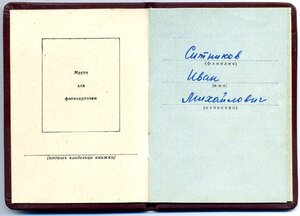 Место
для
фотокарточки
(подпись владельца книжки)
Ситников
(фамилия)
Иван
(имя)
Михайлович
(отчество)